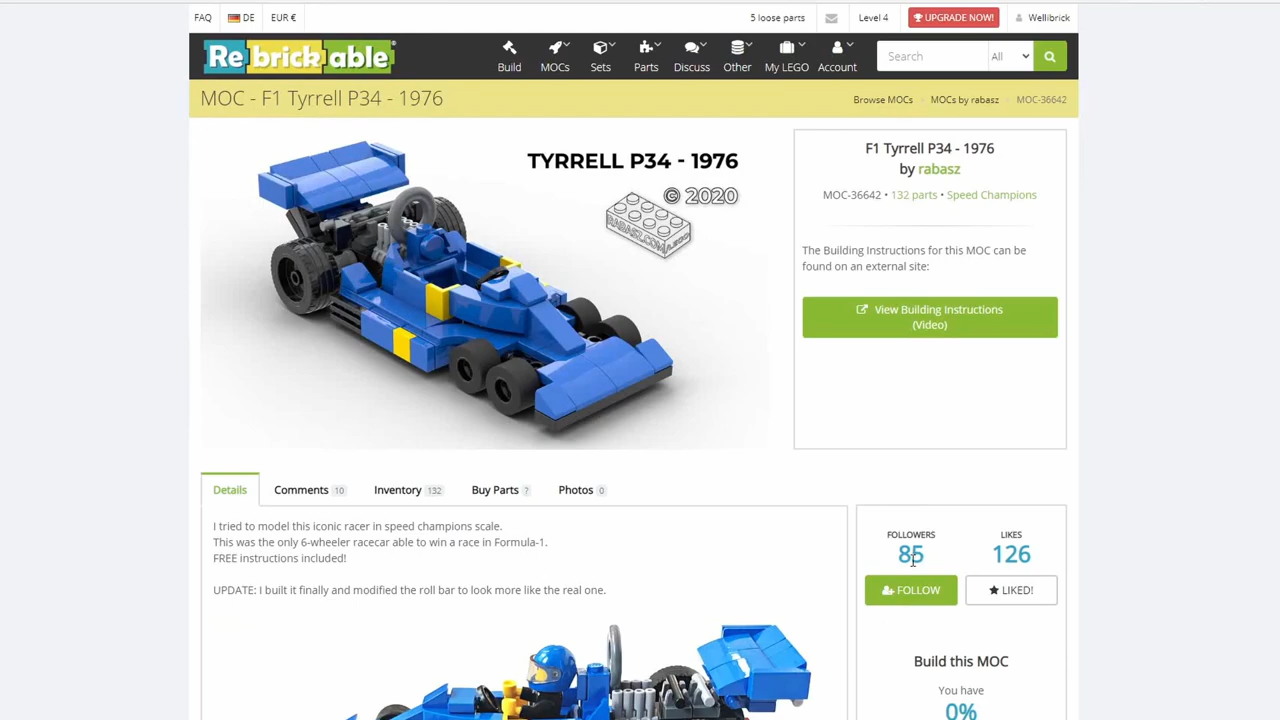 FAQ DE EUR € 5 loose parts Level 4 UPGRADE NOW! Wellibrick
Rebrickable®
Build MOCs Sets Parts Discuss Other My LEGO Account Search All
MOC - F1 Tyrrell P34 - 1976
Browse MOCs MOCs by rabasz MOC-36642
TYRRELL P34 - 1976
© 2020
RABASZ.COM/LEGO
F1 Tyrrell P34 - 1976
by rabasz
MOC-36642 • 132 parts • Speed Champions
The Building Instructions for this MOC can be
found on an external site:
View Building Instructions
(Video)
Details Comments 10 Inventory 132 Buy Parts ? Photos 0
I tried to model this iconic racer in speed champions scale.
This was the only 6-wheeler racecar able to win a race in Formula-1.
FREE instructions included!
UPDATE: I built it finally and modified the roll bar to look more like the real one.
FOLLOWERS LIKES
85 126
FOLLOW LIKED!
Build this MOC
You have
0%